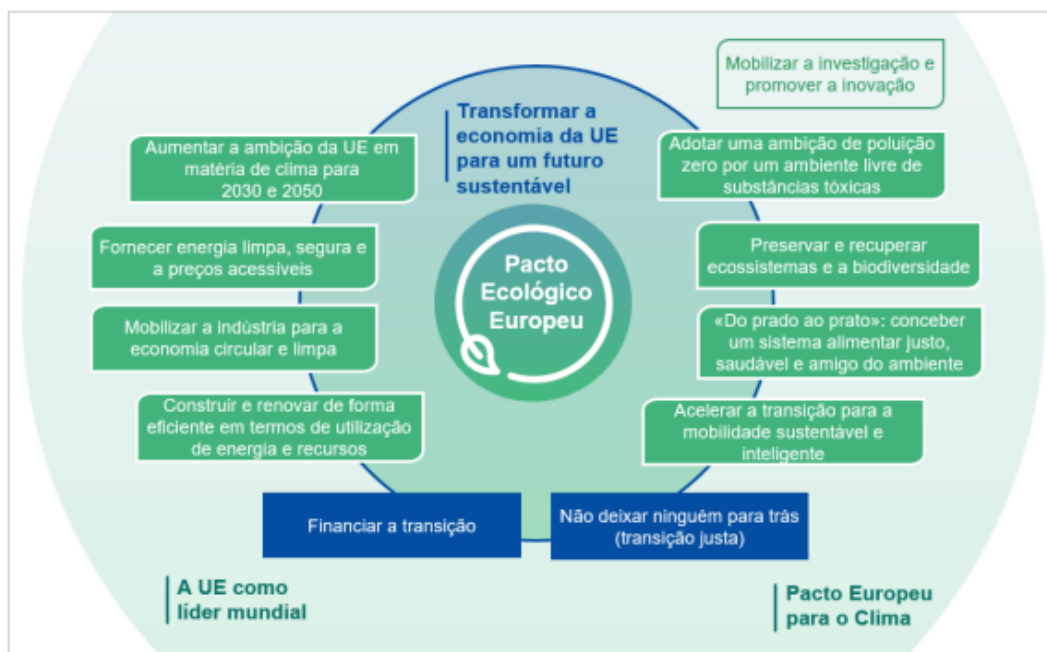 Mobilizar a investigação e
promover a inovação
Transformar a
economia da UE
para um futuro
sustentável
Aumentar a ambição da UE em
matéria de clima para
2030 e 2050
Adotar uma ambição de poluição
zero por um ambiente livre de
substâncias tóxicas
Fornecer energia limpa, segura e
a preços acessíveis
Preservar e recuperar
ecossistemas e a biodiversidade
Pacto
Ecológico
Europeu
Mobilizar a indústria para a
economia circular e limpa
«Do prado ao prato»: conceber
um sistema alimentar justo,
saudável e amigo do ambiente
Construir e renovar de forma
eficiente em termos de utilização
de energia e recursos
Acelerar a transição para a
mobilidade sustentável e
inteligente
Financiar a transição
Não deixar ninguém para trás
(transição justa)
A UE como
líder mundial
Pacto Europeu
para o Clima